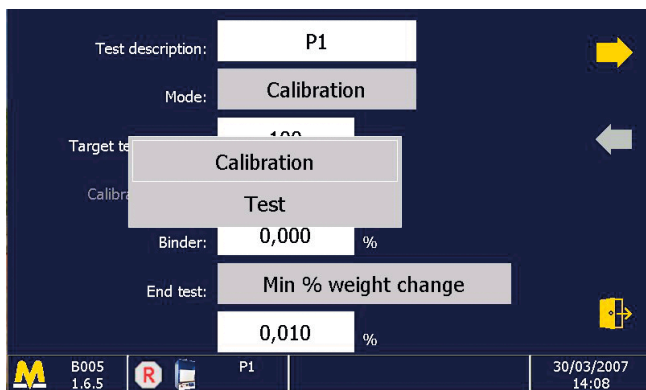 Test description: P1
Mode: Calibration
Target te
Calibration
Calibra
Test
Binder: 0,000 %
End test: Min % weight change
0,010 %
B005 R P1 30/03/2007
1.6.5 14:08